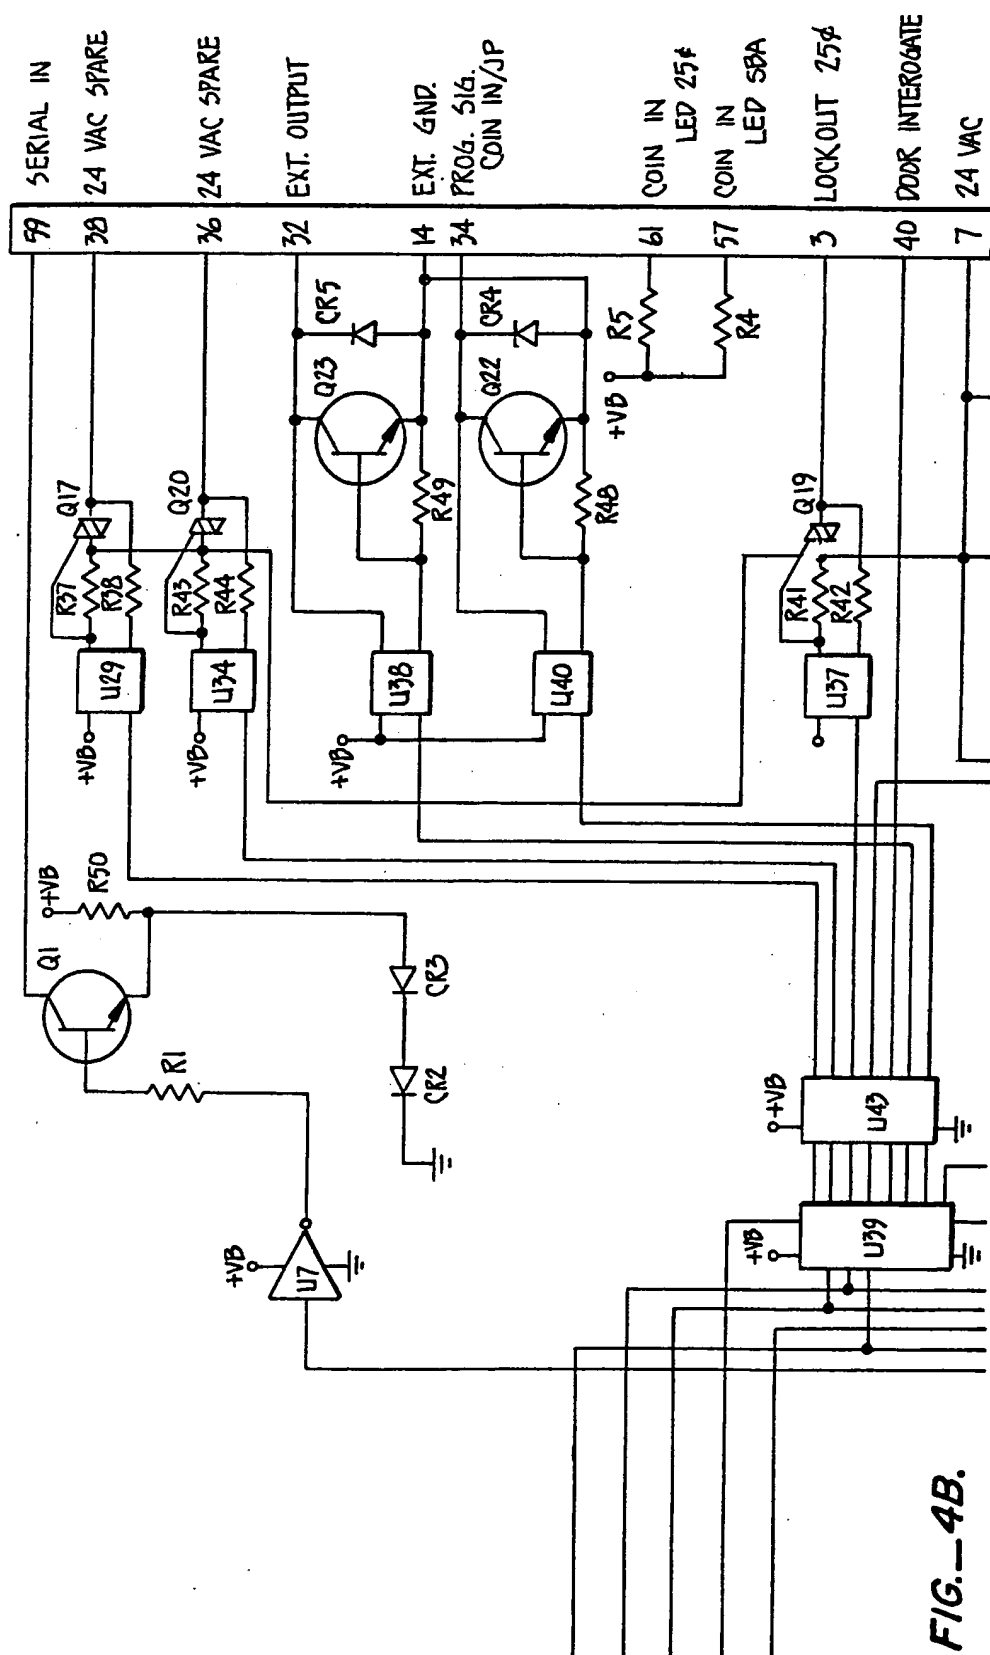 SERIAL IN
24 VAC SPARE
24 VAC SPARE
EXT. OUTPUT
EXT. GND.
PROG. SIG.
COIN IN/JP
COIN IN
LED 25¢
COIN IN
LED SBA
LOCKOUT 25¢
DOOR INTEROGATE
24 VAC
59
38
36
32
14
34
61
57
3
40
7
CR5
CR4
R5
R4
Q23
Q22
+VB
Q17
Q20
R49
R48
Q19
R37
R38
R43
R44
R41
R42
U29
U34
U38
U40
U37
+VB
+VB
+VB
+VB
R50
Q1
CR3
R1
CR2
+VB
U43
+VB
U7
+VB
U39
FIG._4B.